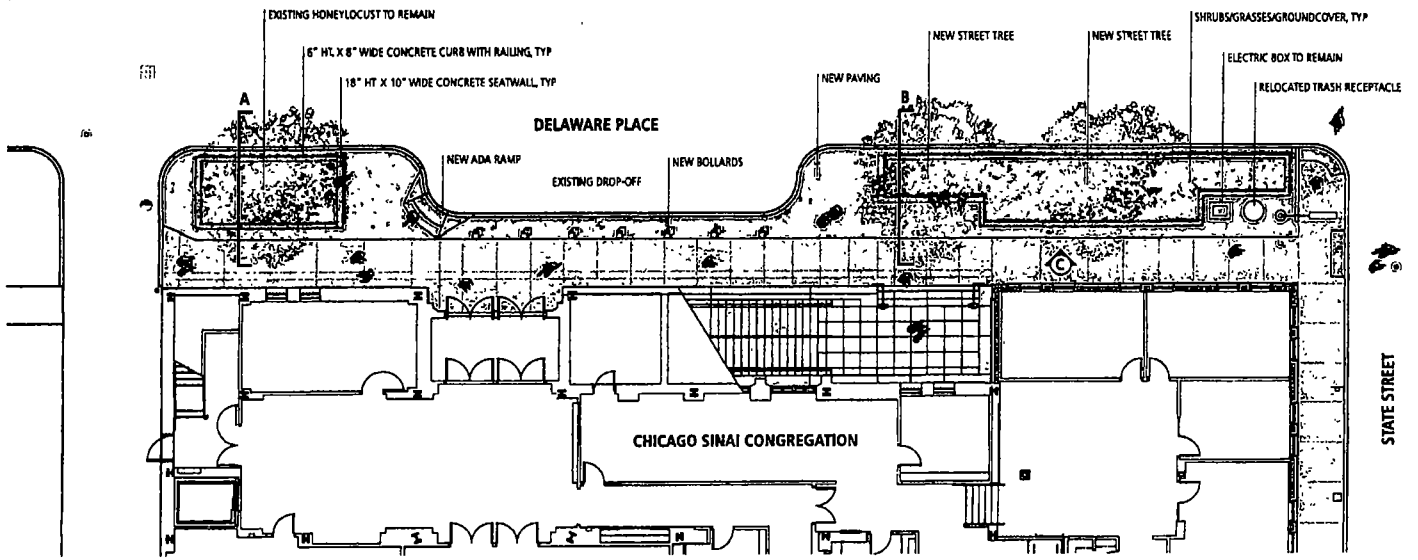 EXISTING HONEYLOCUST TO REMAIN
6" HT. X 8" WIDE CONCRETE CURB WITH RAILING, TYP
18" HT X 10" WIDE CONCRETE SEATWALL, TYP
SHRUBS/GRASSES/GROUNDCOVER, TYP
NEW STREET TREE
NEW STREET TREE
ELECTRIC BOX TO REMAIN
NEW PAVING
RELOCATED TRASH RECEPTACLE
A
B
DELAWARE PLACE
NEW ADA RAMP
NEW BOLLARDS
EXISTING DROP-OFF
C
CHICAGO SINAI CONGREGATION
STATE STREET